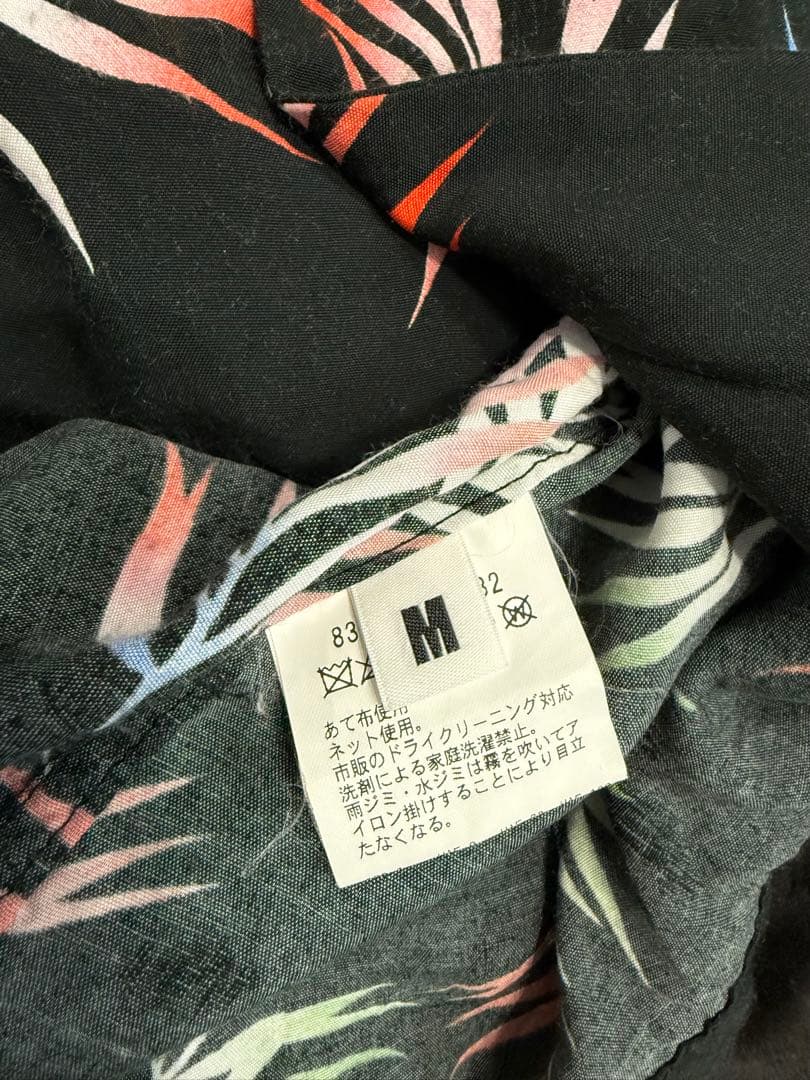 M
83
32
あて布使用
ネット使用。
市販のドライクリーニング対応
洗剤による家庭洗濯禁止。
雨ジミ・水ジミは霧を吹いてア
イロン掛けすることにより目立
たなくなる。